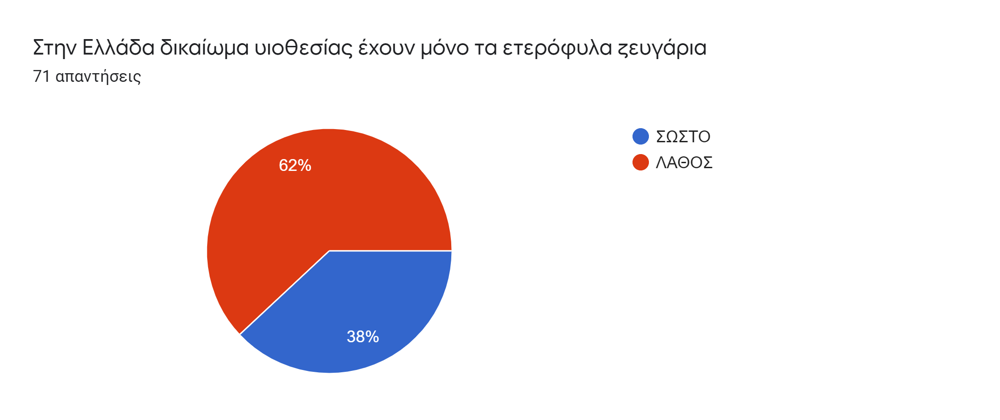 Στην Ελλάδα δικαίωμα υιοθεσίας έχουν μόνο τα ετερόφυλα ζευγάρια
71 απαντήσεις
ΣΩΣΤΟ
ΛΑΘΟΣ
62%
38%